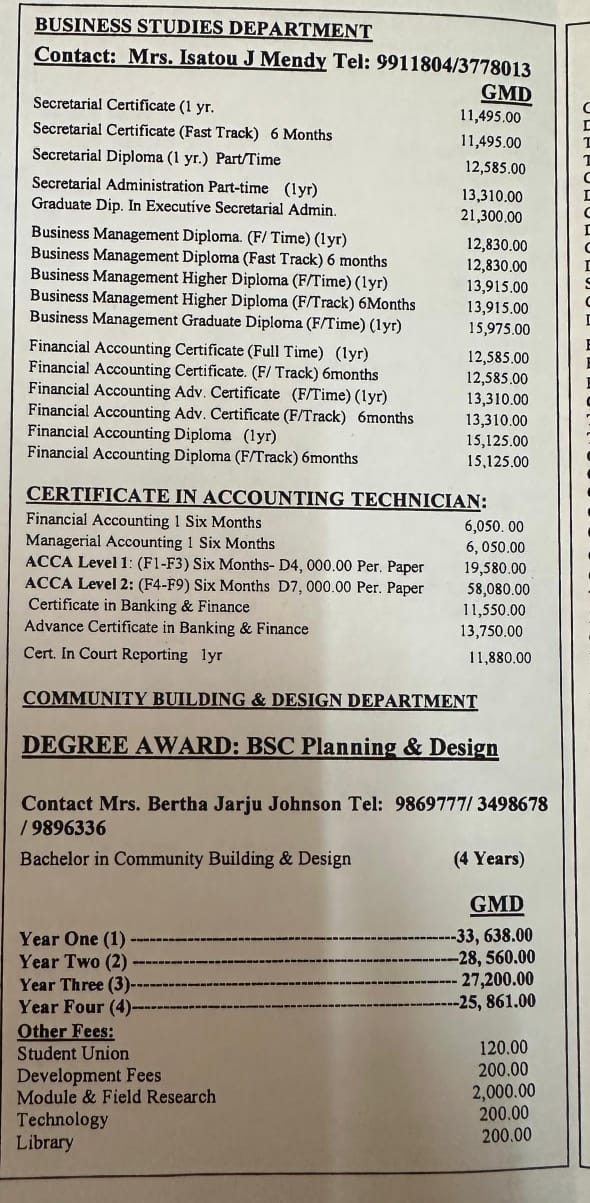 BUSINESS STUDIES DEPARTMENT
Contact: Mrs. Isatou J Mendy Tel: 9911804/3778013
GMD
Secretarial Certificate (1 yr. 11,495.00
Secretarial Certificate (Fast Track) 6 Months 11,495.00
Secretarial Diploma (1 yr.) Part/Time 12,585.00
Secretarial Administration Part-time (1yr) 13,310.00
Graduate Dip. In Executive Secretarial Admin. 21,300.00
Business Management Diploma. (F/ Time) (1yr) 12,830.00
Business Management Diploma (Fast Track) 6 months 12,830.00
Business Management Higher Diploma (F/Time) (1yr) 13,915.00
Business Management Higher Diploma (F/Track) 6Months 13,915.00
Business Management Graduate Diploma (F/Time) (1yr) 15,975.00
Financial Accounting Certificate (Full Time) (1yr) 12,585.00
Financial Accounting Certificate. (F/ Track) 6months 12,585.00
Financial Accounting Adv. Certificate (F/Time) (1yr) 13,310.00
Financial Accounting Adv. Certificate (F/Track) 6months 13,310.00
Financial Accounting Diploma (1yr) 15,125.00
Financial Accounting Diploma (F/Track) 6months 15,125.00
CERTIFICATE IN ACCOUNTING TECHNICIAN:
Financial Accounting 1 Six Months 6,050. 00
Managerial Accounting 1 Six Months 6, 050.00
ACCA Level 1: (F1-F3) Six Months- D4, 000.00 Per. Paper 19,580.00
ACCA Level 2: (F4-F9) Six Months D7, 000.00 Per. Paper 58,080.00
Certificate in Banking & Finance 11,550.00
Advance Certificate in Banking & Finance 13,750.00
Cert. In Court Reporting 1yr 11,880.00
COMMUNITY BUILDING & DESIGN DEPARTMENT
DEGREE AWARD: BSC Planning & Design
Contact Mrs. Bertha Jarju Johnson Tel: 9869777/ 3498678
/ 9896336
Bachelor in Community Building & Design (4 Years)
GMD
Year One (1) ---33, 638.00
Year Two (2) ---28, 560.00
Year Three (3)--- 27,200.00
Year Four (4)---25, 861.00
Other Fees:
Student Union 120.00
Development Fees 200.00
Module & Field Research 2,000.00
Technology 200.00
Library 200.00